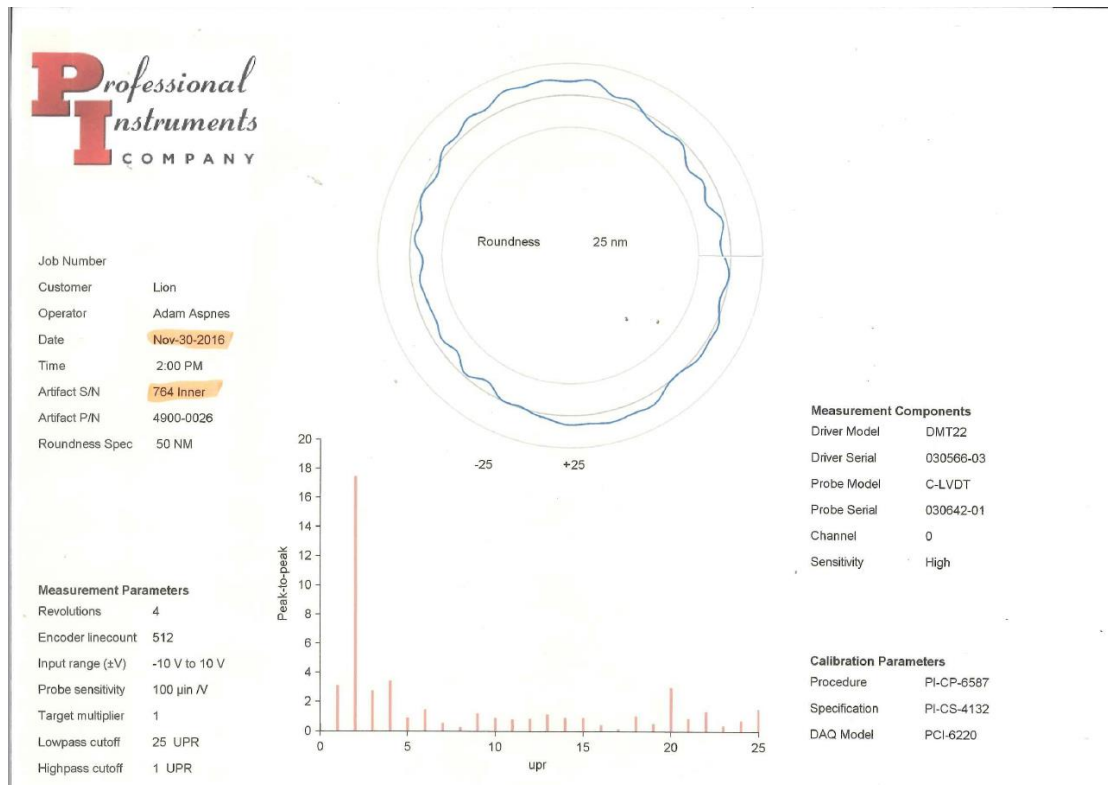 Professional
Instruments
COMPANY
Roundness 25 nm
Job Number
Customer Lion
Operator Adam Aspnes
Date Nov-30-2016
Time 2:00 PM
Artifact S/N 764 Inner
Artifact P/N 4900-0026
Roundness Spec 50 NM
-25 +25
Measurement Parameters
Revolutions 4
Encoder linecount 512
Input range (±V) -10 V to 10 V
Probe sensitivity 100 µin /V
Target multiplier 1
Lowpass cutoff 25 UPR
Highpass cutoff 1 UPR
Peak-to-peak
20
18
16
14
12
10
8
6
4
2
0
0 5 10 15 20 25
upr
Measurement Components
Driver Model DMT22
Driver Serial 030566-03
Probe Model C-LVDT
Probe Serial 030642-01
Channel 0
Sensitivity High
Calibration Parameters
Procedure PI-CP-6587
Specification PI-CS-4132
DAQ Model PCI-6220